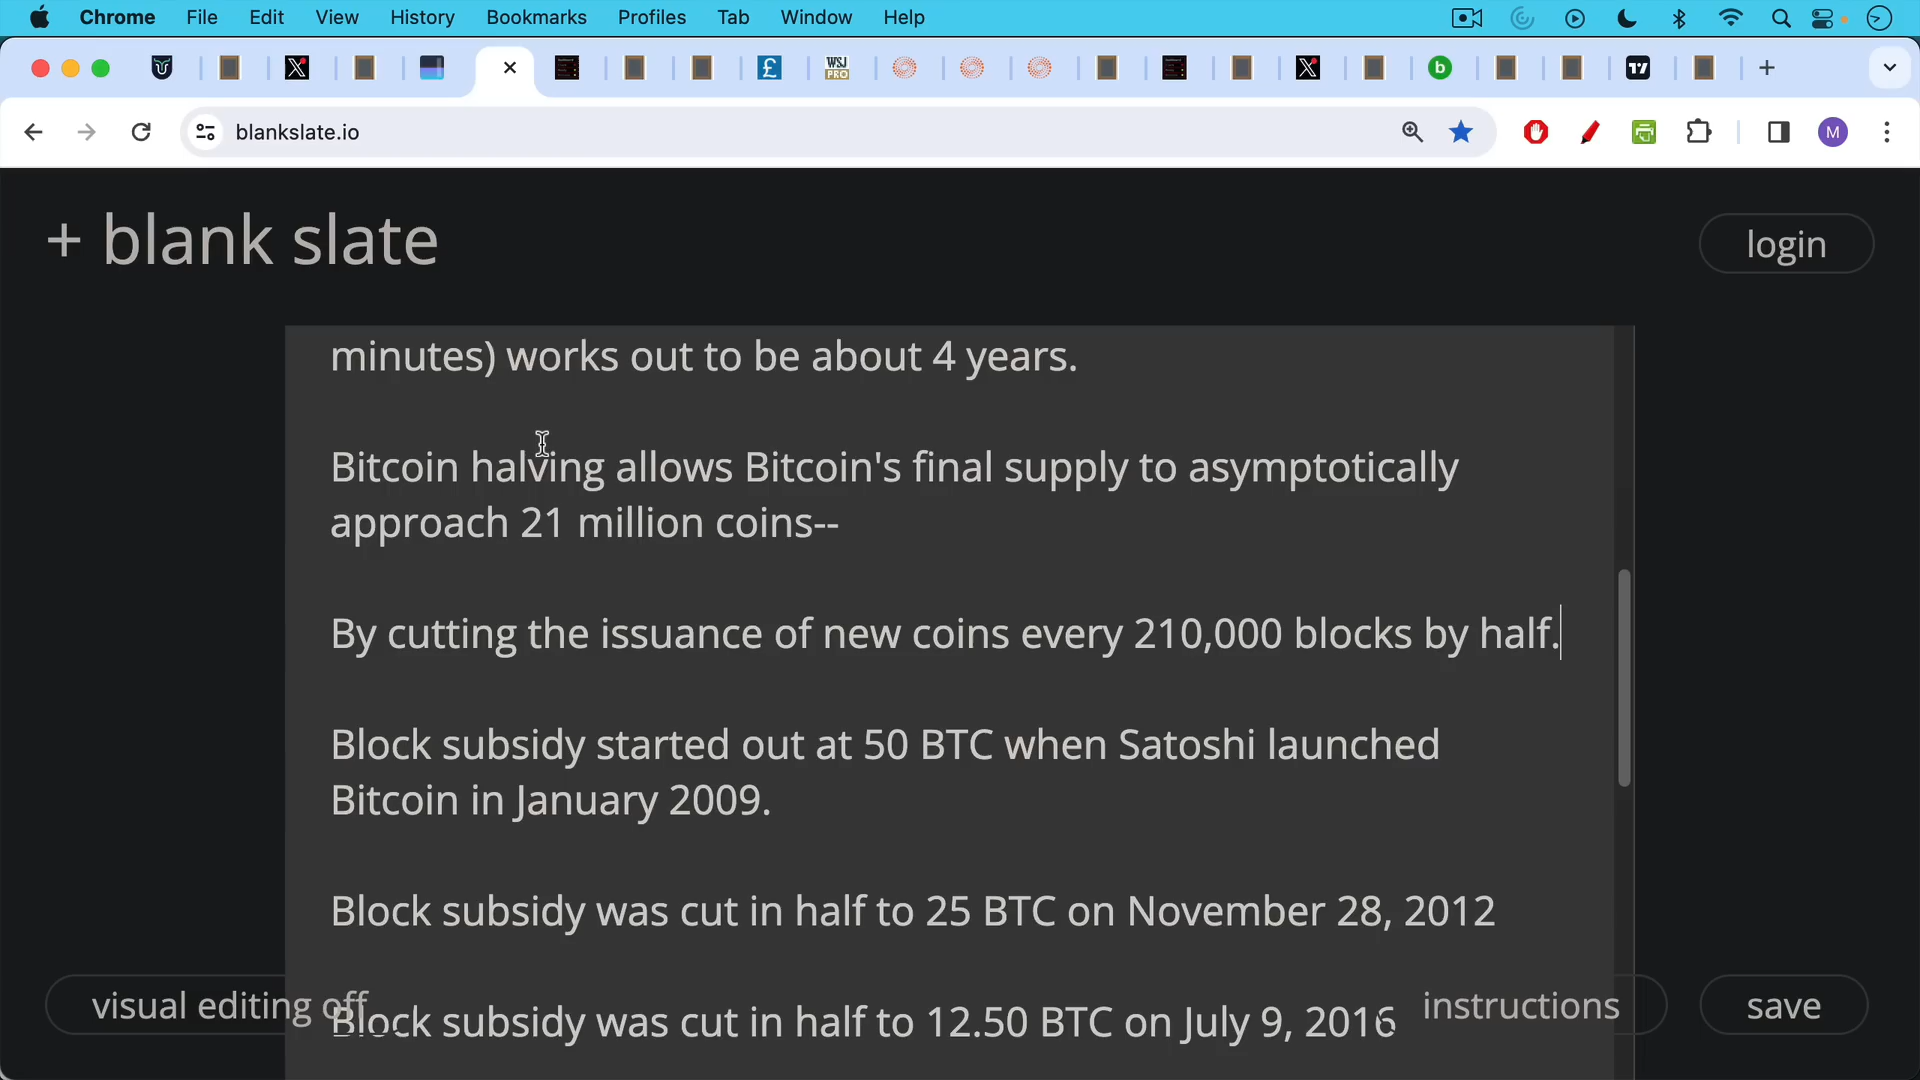 Chrome File Edit View History Bookmarks Profiles Tab Window Help
£ WSJ PRO b
blankslate.io M
+ blank slate
login
minutes) works out to be about 4 years.
Bitcoin halving allows Bitcoin's final supply to asymptotically
approach 21 million coins--
By cutting the issuance of new coins every 210,000 blocks by half.
Block subsidy started out at 50 BTC when Satoshi launched
Bitcoin in January 2009.
Block subsidy was cut in half to 25 BTC on November 28, 2012
Block subsidy was cut in half to 12.50 BTC on July 9, 2016
visual editing off
instructions
save